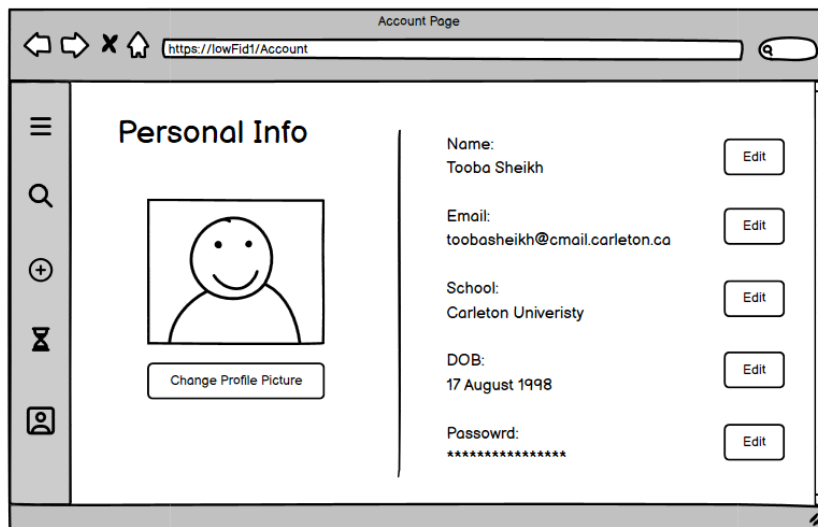 Account Page
https://lowFid1/Account
Personal Info
Change Profile Picture
Name:
Tooba Sheikh
Edit
Email:
toobasheikh@cmail.carleton.ca
Edit
School:
Carleton Univeristy
Edit
DOB:
17 August 1998
Edit
Passowrd:
****************
Edit